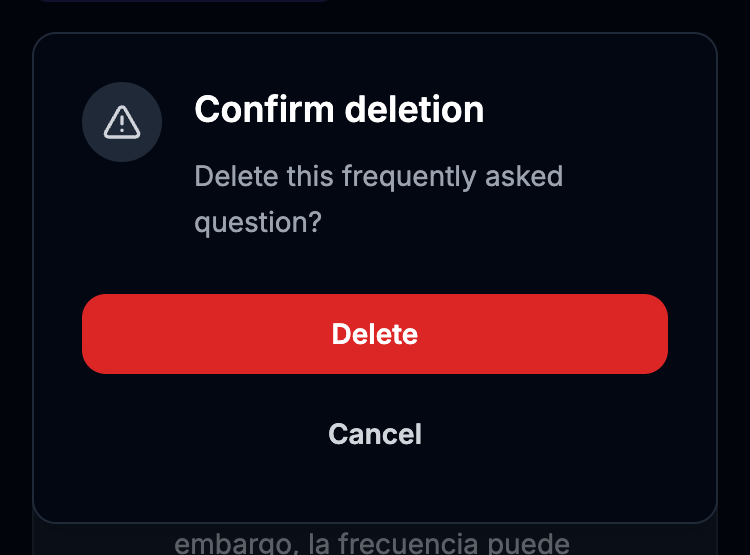 Confirm deletion
Delete this frequently asked
question?
Delete
Cancel
embargo, la frecuencia puede